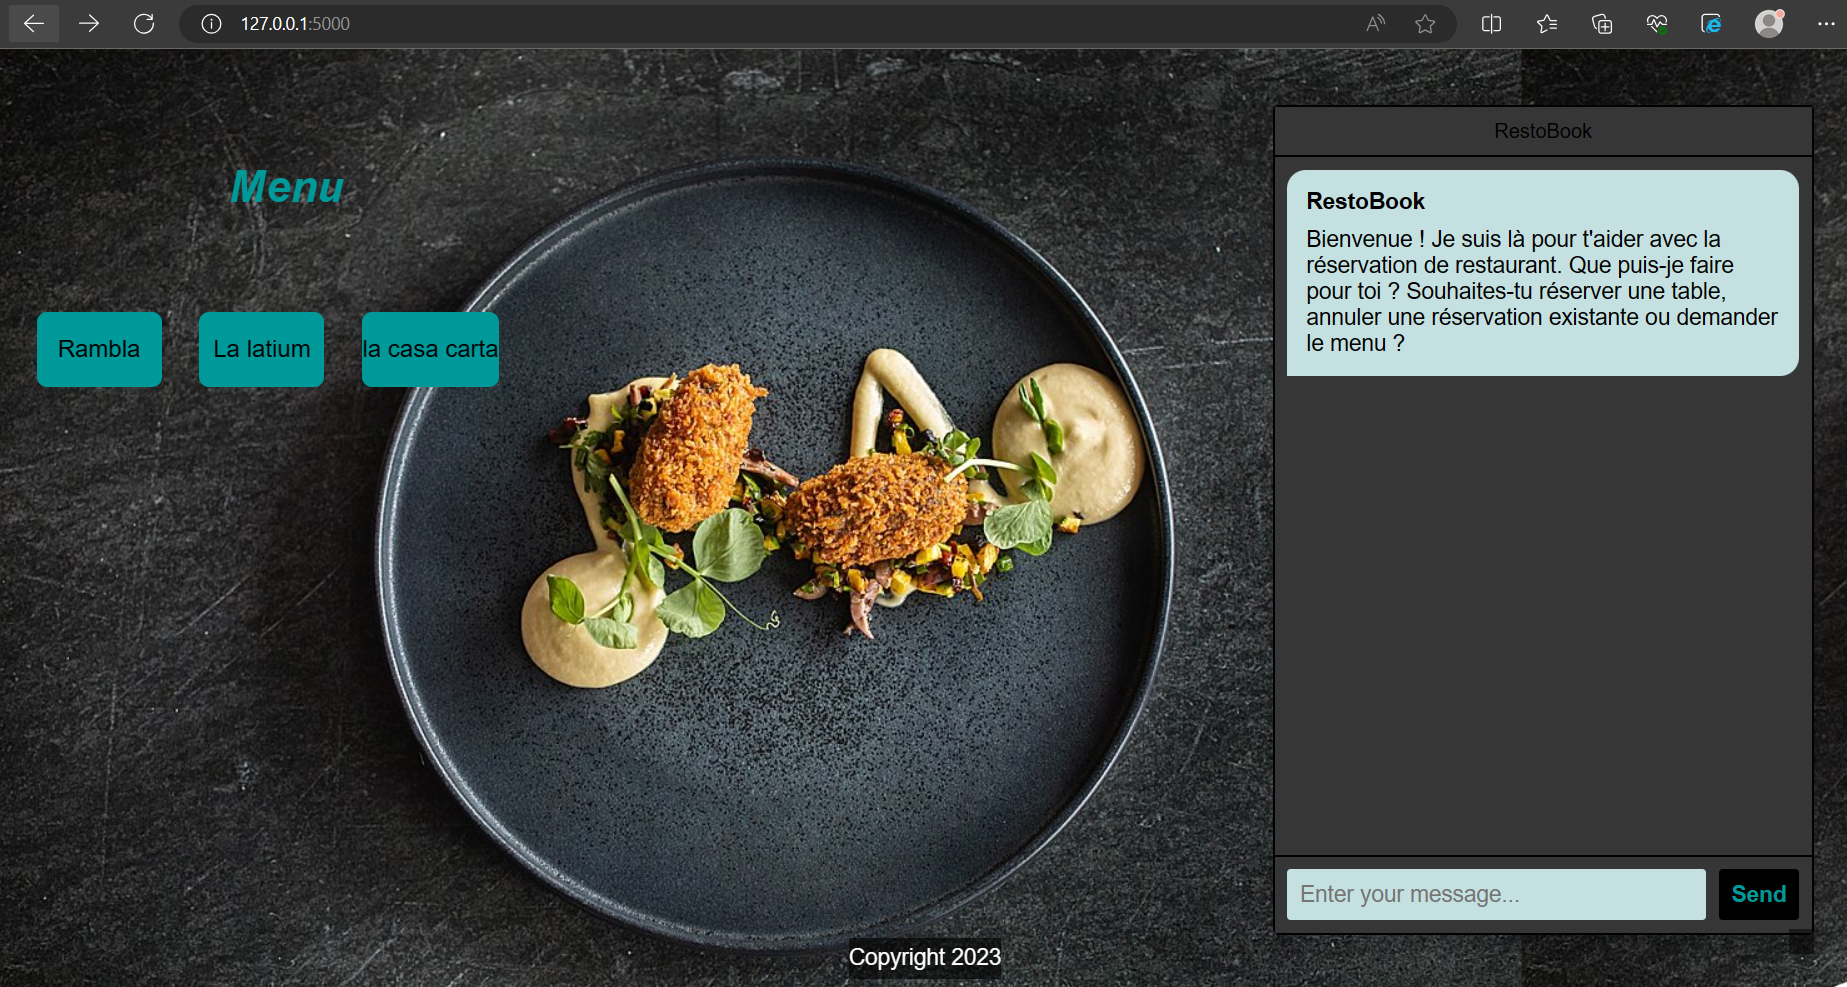 127.0.0.1:5000
RestoBook
Menu
RestoBook
Bienvenue ! Je suis là pour t'aider avec la
réservation de restaurant. Que puis-je faire
pour toi ? Souhaites-tu réserver une table,
annuler une réservation existante ou demander
le menu ?
Rambla
La latium
la casa carta
Enter your message...
Send
Copyright 2023